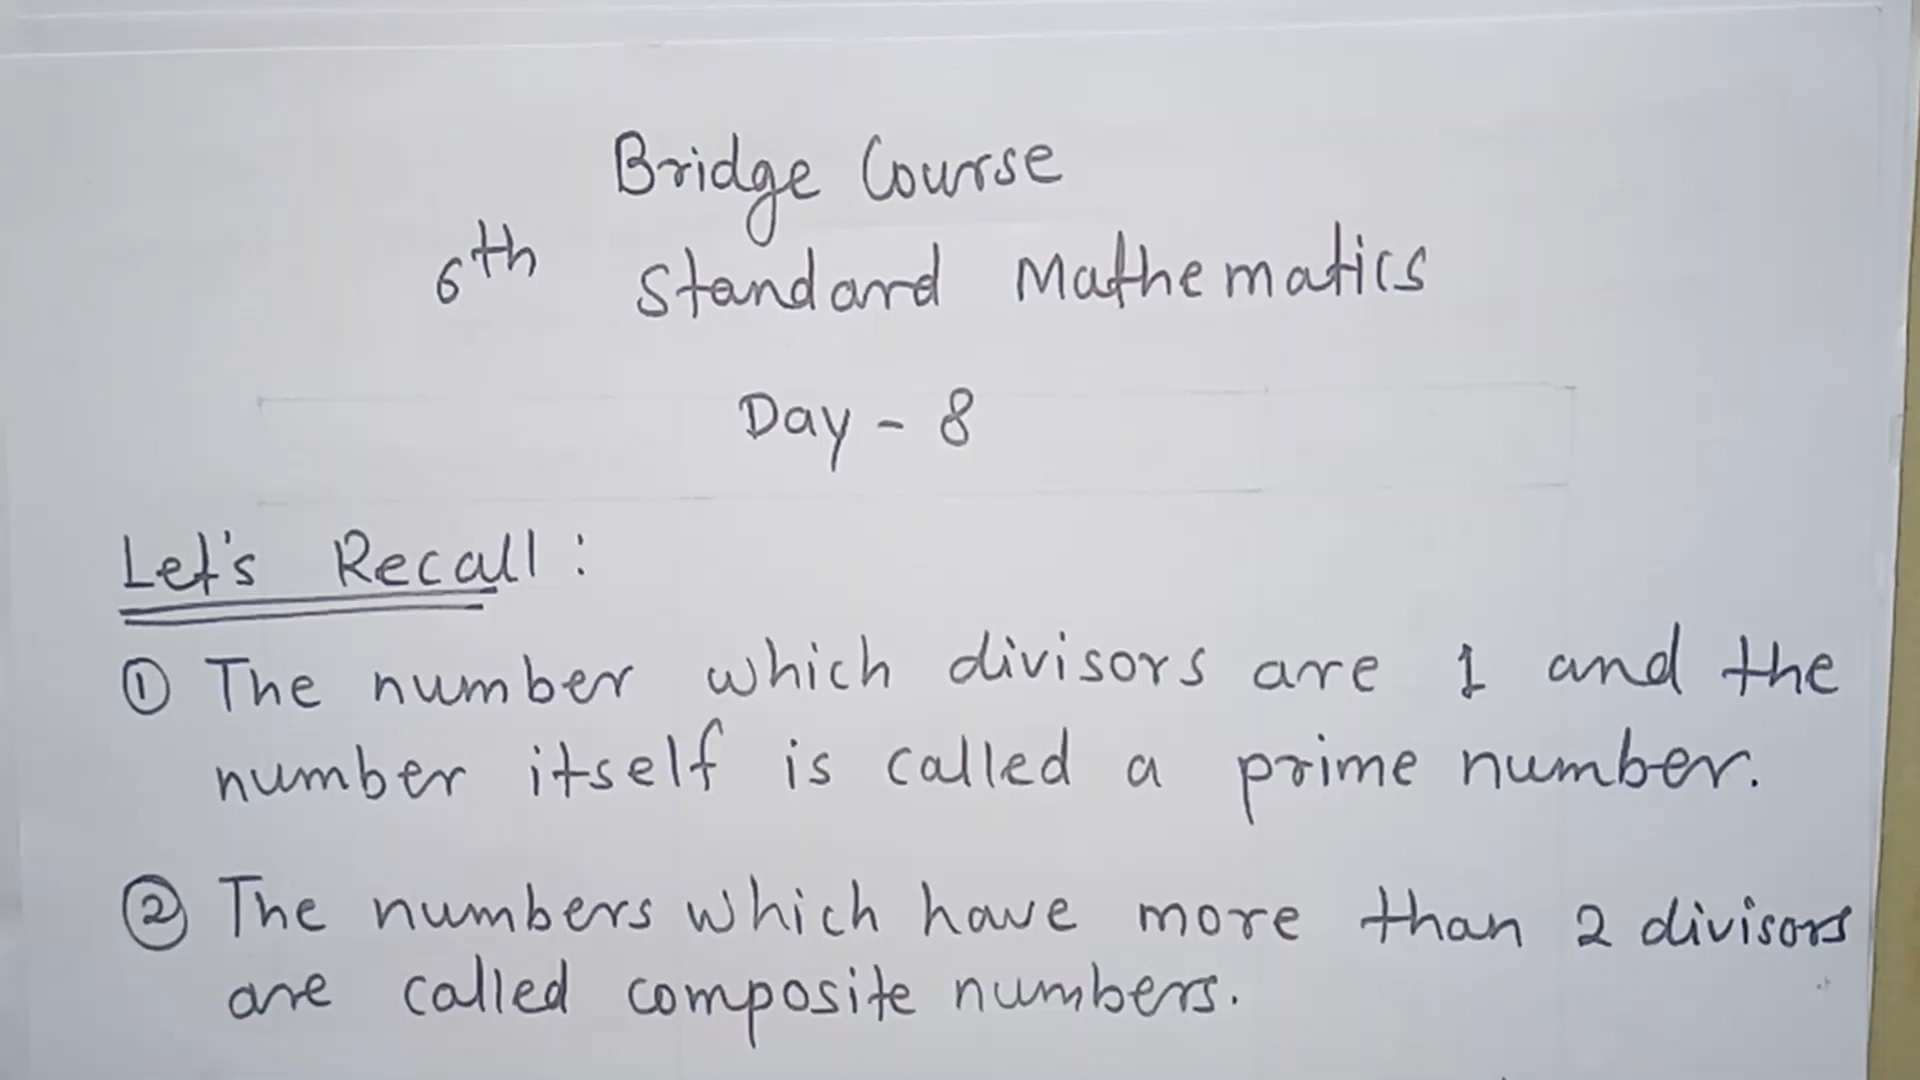 Bridge Course
6th Standard Mathematics
Day - 8
Let's Recall :
① The number which divisors are 1 and the
number itself is called a prime number.
② The numbers which have more than 2 divisors
are called composite numbers.